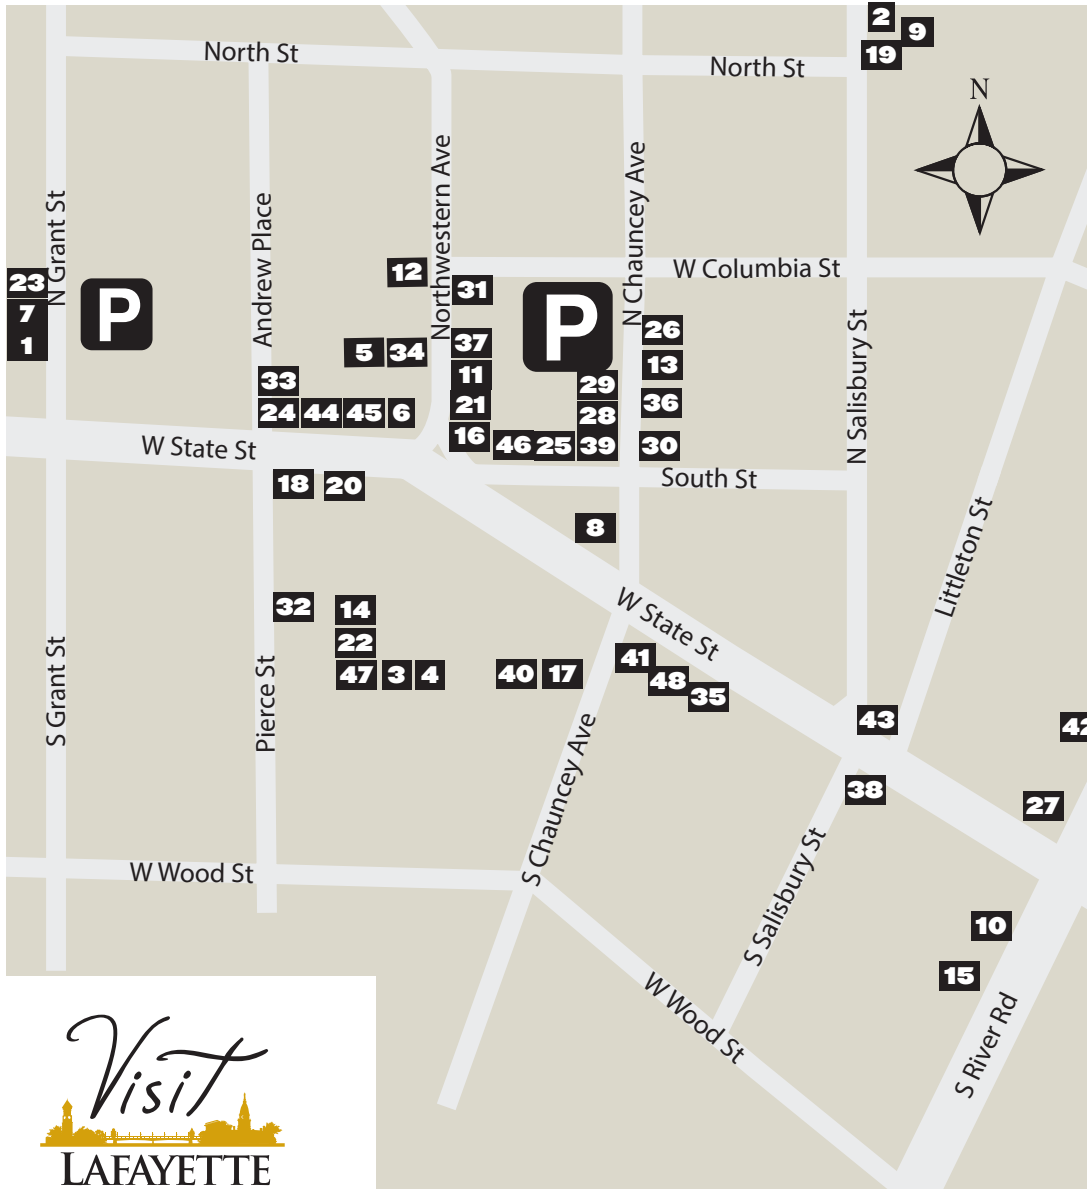 2
9
North St
19
North St
N
N Grant St
Andrew Place
Northwestern Ave
N Chauncey Ave
12
W Columbia St
23
7
1
P
31
P
N Salisbury St
26
5
34
37
13
33
11
29
36
24
44
45
6
21
28
16
46
25
39
30
W State St
South St
18
20
8
Littleton St
32
14
W State St
22
41
47
3
4
40
17
48
35
S Grant St
Pierce St
S Chauncey Ave
43
42
38
27
W Wood St
S Salisbury St
10
15
W Wood St
S River Rd
Visit
LAFAYETTE